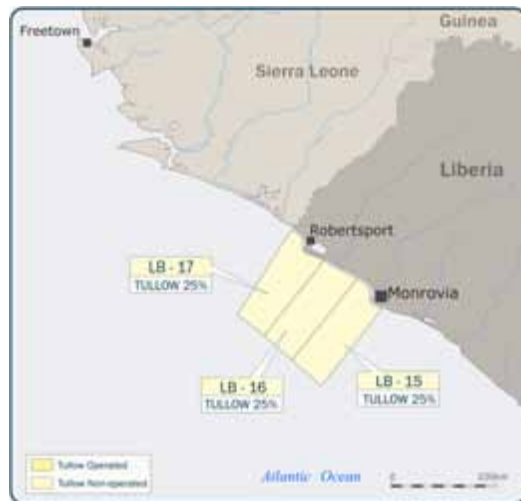 Guinea
Freetown
Sierra Leone
Liberia
Robertsport
LB - 17
TULLOW 25%
Monrovia
LB - 16
TULLOW 25%
LB - 15
TULLOW 25%
Tullow Operated
Tullow Non-operated
Atlantic Ocean
0